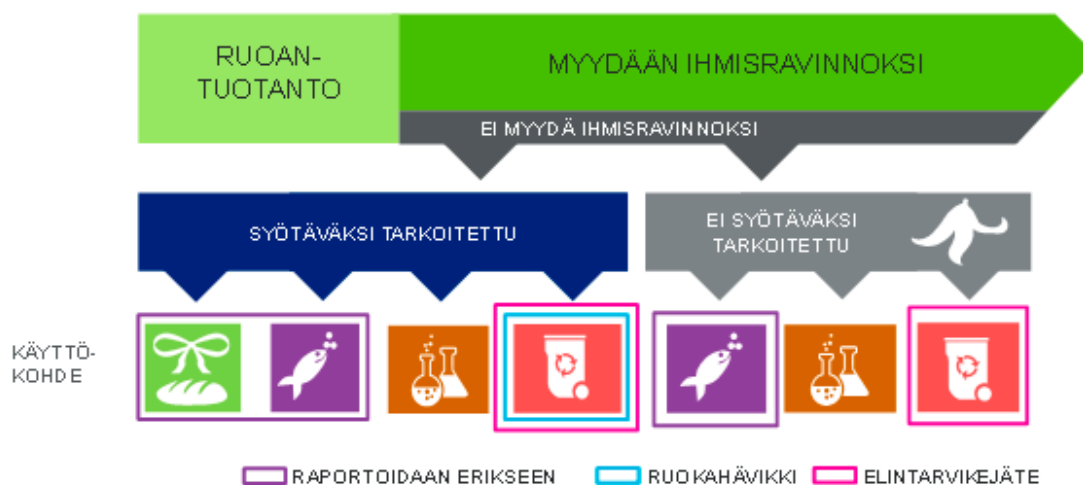 RUOAN-
TUOTANTO
MYYDÄÄN IHMISRAVINNOKSI
EI MYYDÄ IHMISRAVINNOKSI
SYÖTÄVÄKSI TARKOITETTU
EI SYÖTÄVÄKSI
TARKOITETTU
KÄYTTÖ-
KOHDE
RAPORTOIDAAN ERIKSEEN
RUOKAHÄVIKKI
ELINTARVIKEJÄTE